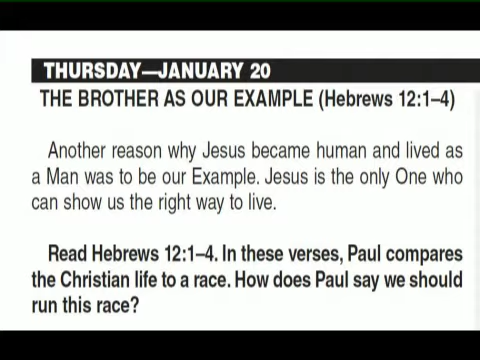 THURSDAY—JANUARY 20
THE BROTHER AS OUR EXAMPLE (Hebrews 12:1–4)
Another reason why Jesus became human and lived as
a Man was to be our Example. Jesus is the only One who
can show us the right way to live.
Read Hebrews 12:1–4. In these verses, Paul compares
the Christian life to a race. How does Paul say we should
run this race?